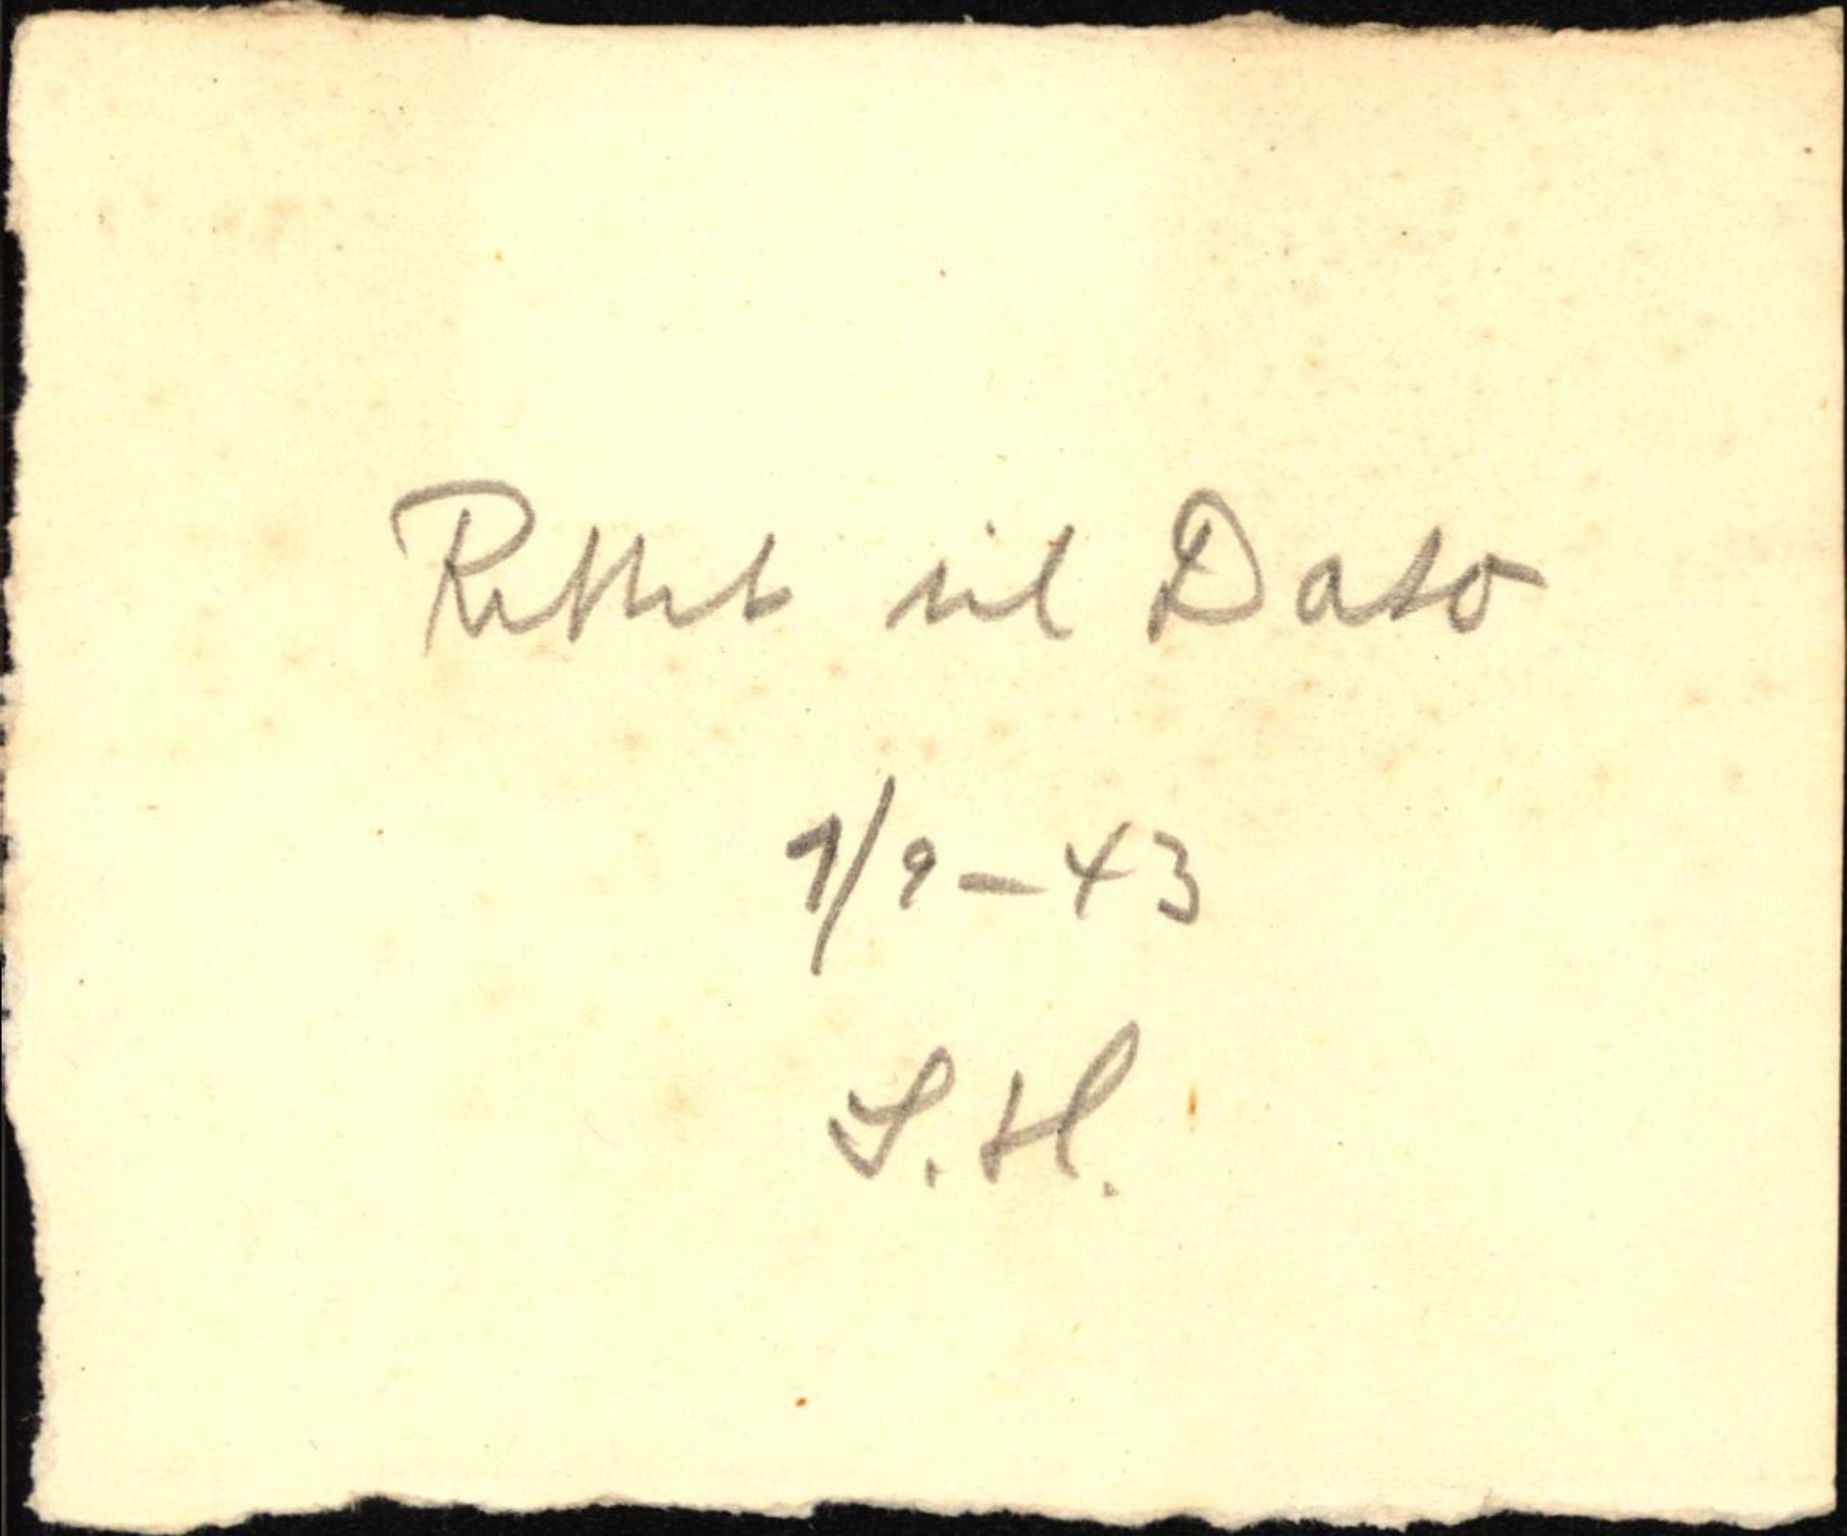 Rettet til Dato
1/9-43
S.H.